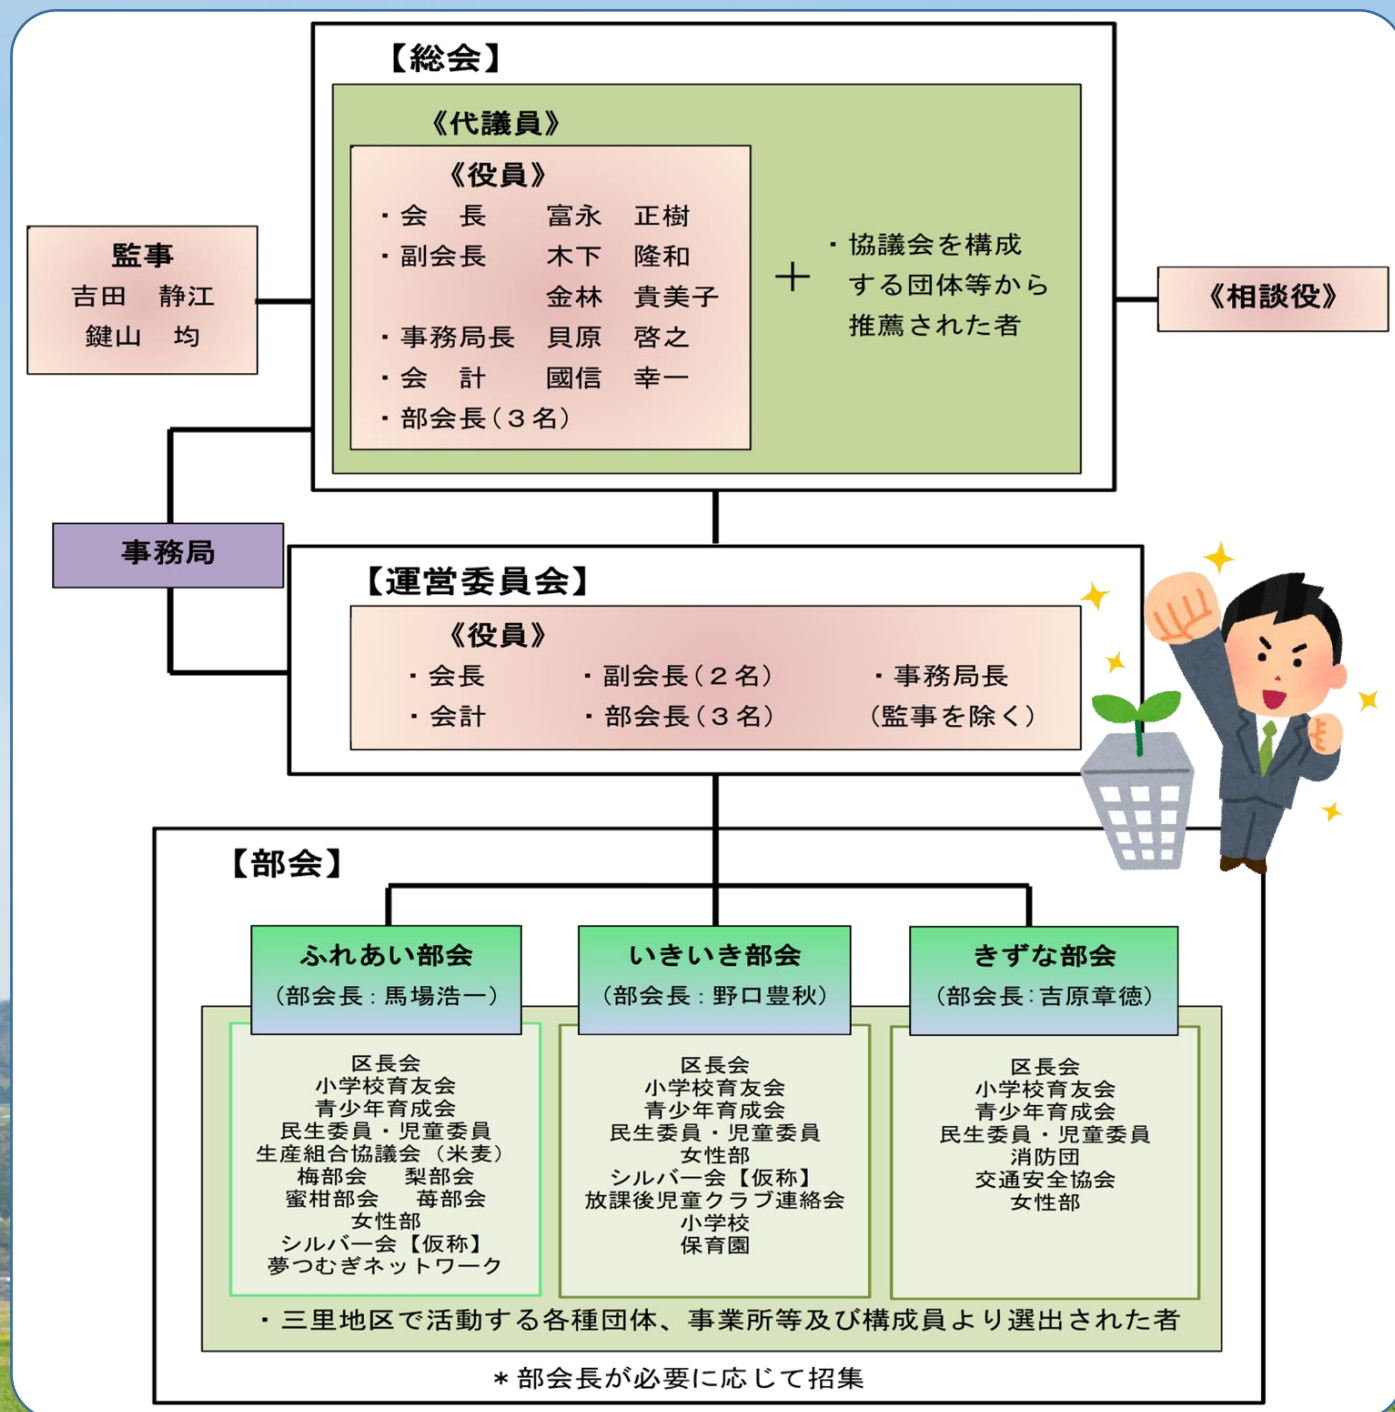 【総会】
《代議員》
《役員》
・会　長　　富永　正樹
・副会長　　木下　隆和
金林　貴美子
・事務局長　貝原　啓之
・会　計　　國信　幸一
・部会長(3名)
＋
・協議会を構成
する団体等から
推薦された者
監事
吉田　静江
鍵山　均
《相談役》
事務局
【運営委員会】
《役員》
・会長　　・副会長(2名)　　・事務局長
・会計　　・部会長(3名)　　(監事を除く)
【部会】
ふれあい部会
(部会長:馬場浩一)
区長会
小学校育友会
青少年育成会
民生委員・児童委員
生産組合協議会（米麦）
梅部会　梨部会
蜜柑部会　苺部会
女性部
シルバー会【仮称】
夢つむぎネットワーク
いきいき部会
(部会長:野口豊秋)
区長会
小学校育友会
青少年育成会
民生委員・児童委員
女性部
シルバー会【仮称】
放課後児童クラブ連絡会
小学校
保育園
きずな部会
(部会長:吉原章徳)
区長会
小学校育友会
青少年育成会
民生委員・児童委員
消防団
交通安全協会
女性部
・三里地区で活動する各種団体、事業所等及び構成員より選出された者
＊部会長が必要に応じて招集